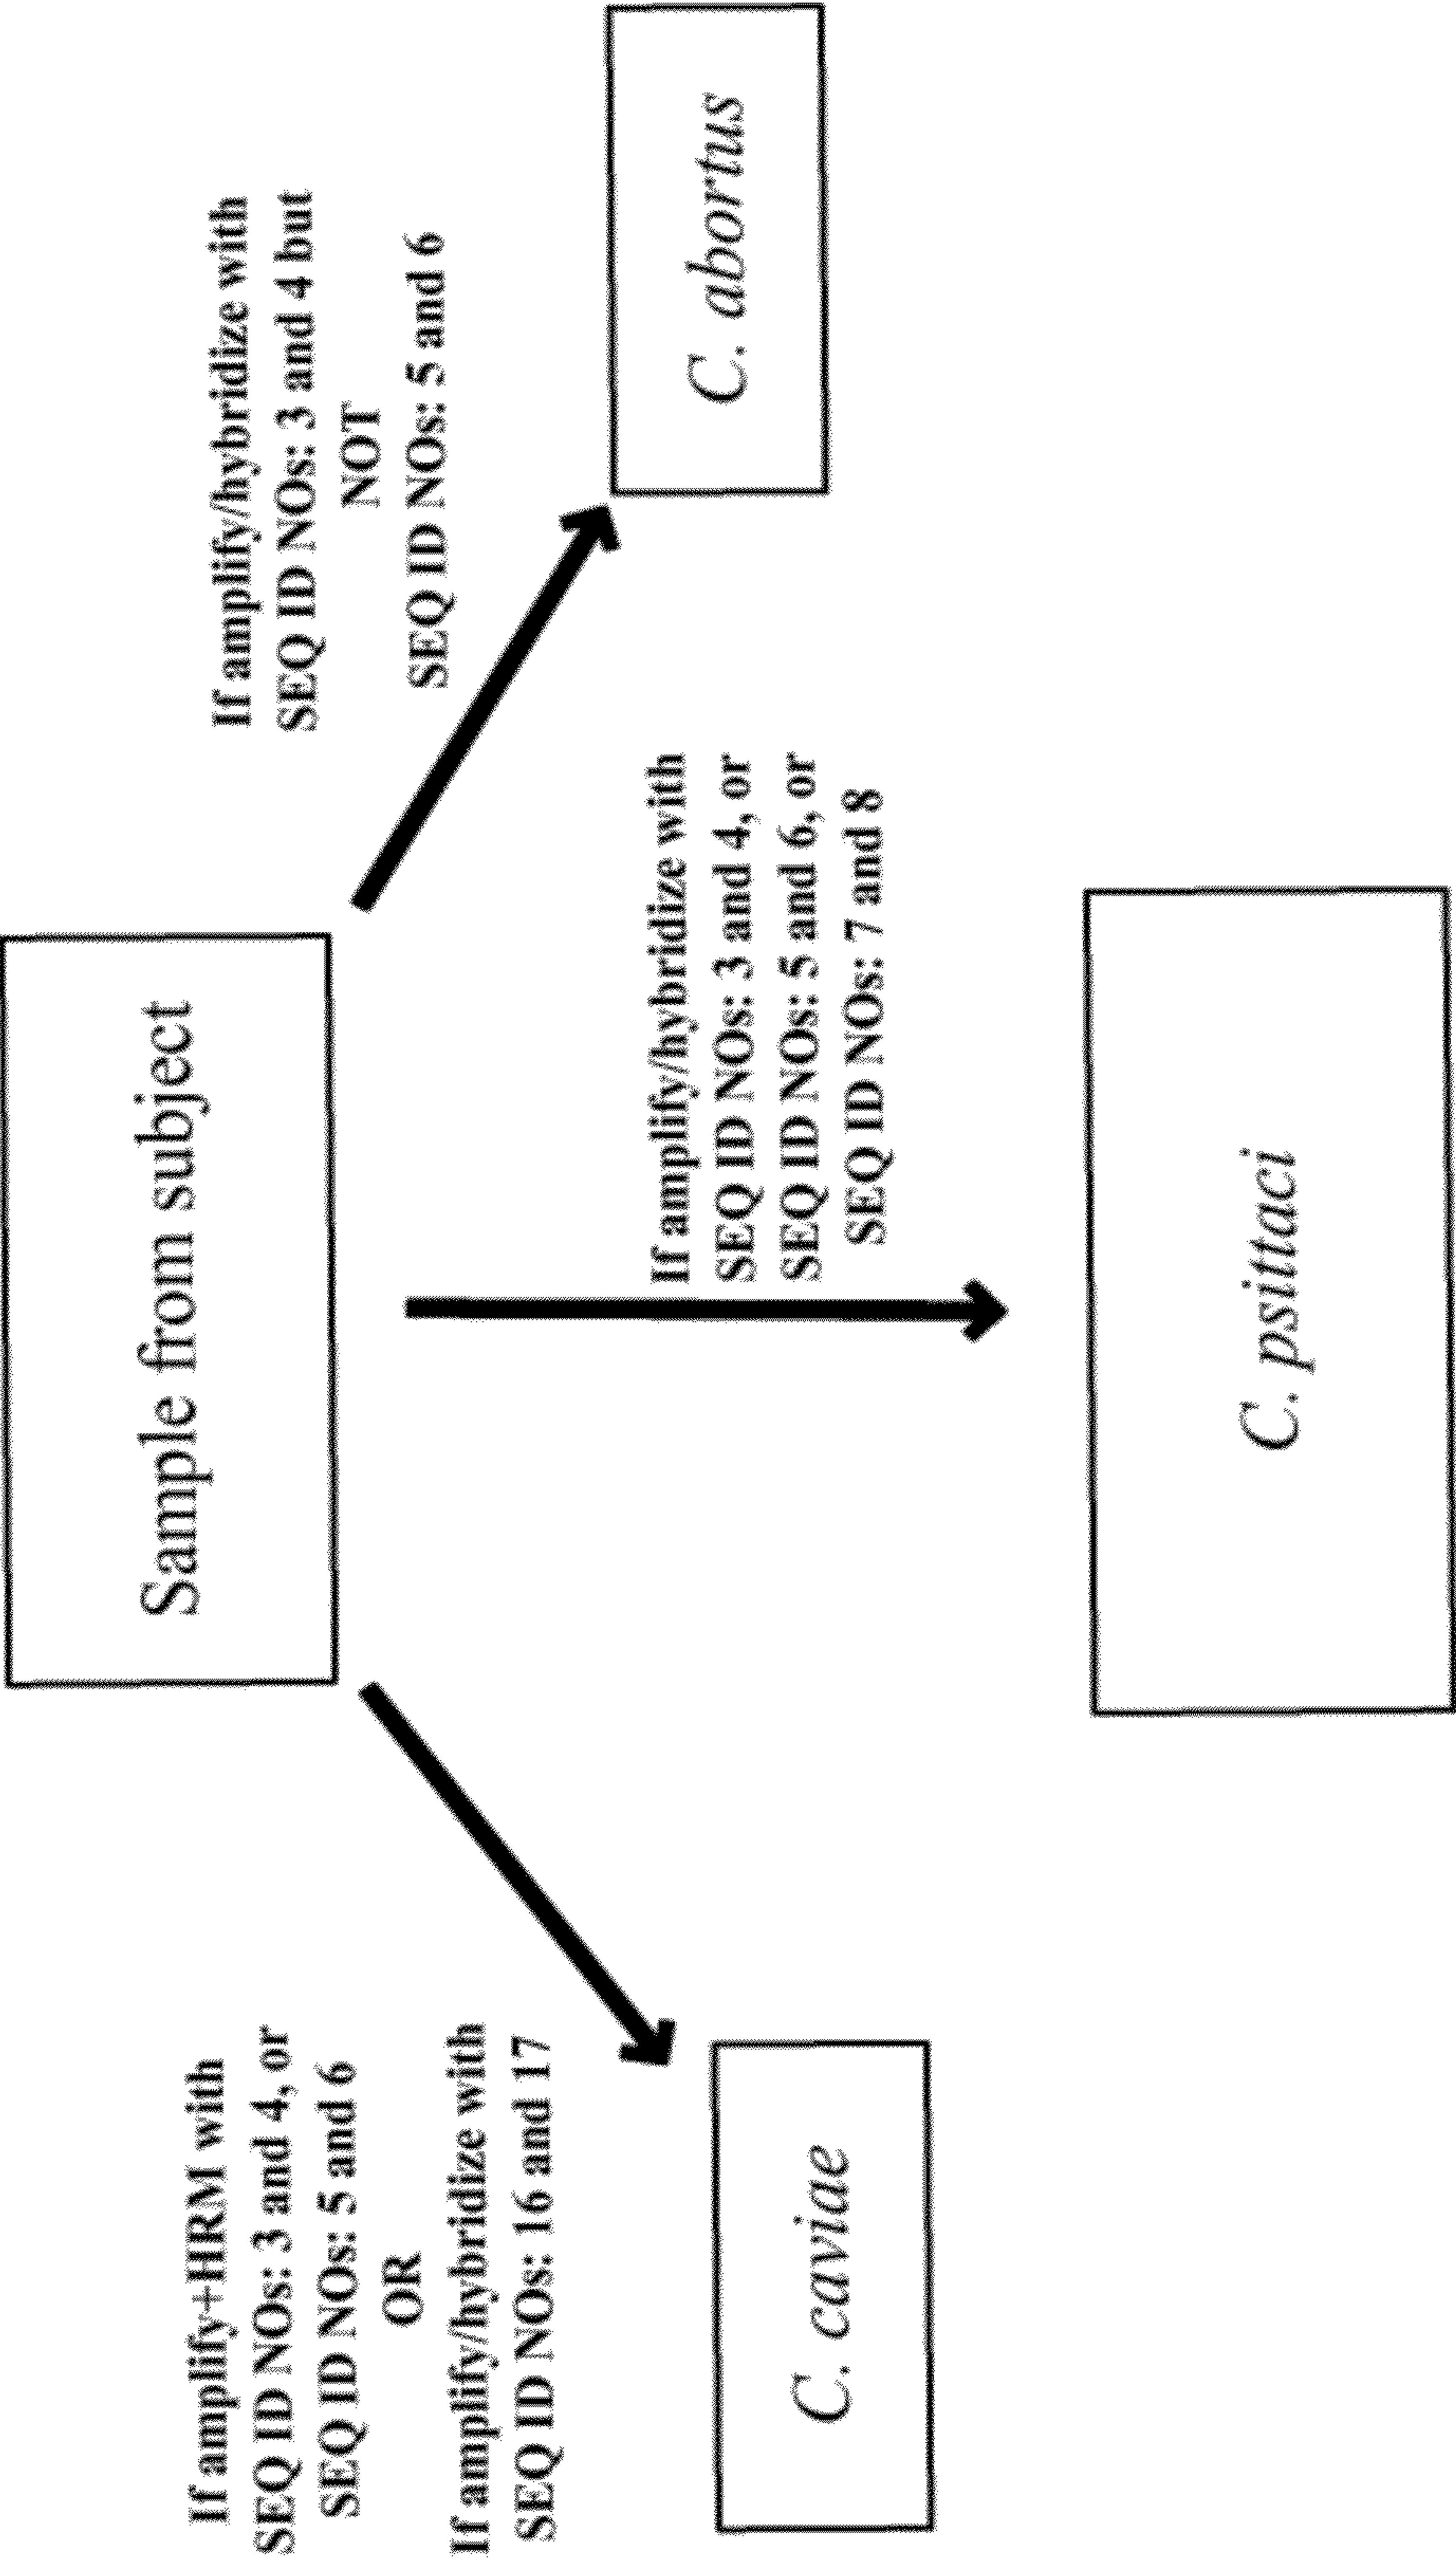 Sample from subject
If amplify+HRM with
SEQ ID NOs: 3 and 4, or
SEQ ID NOs: 5 and 6
OR
If amplify/hybridize with
SEQ ID NOs: 16 and 17
C. caviae
If amplify/hybridize with
SEQ ID NOs: 3 and 4, or
SEQ ID NOs: 5 and 6, or
SEQ ID NOs: 7 and 8
C. psittaci
If amplify/hybridize with
SEQ ID NOs: 3 and 4 but
NOT
SEQ ID NOs: 5 and 6
C. abortus